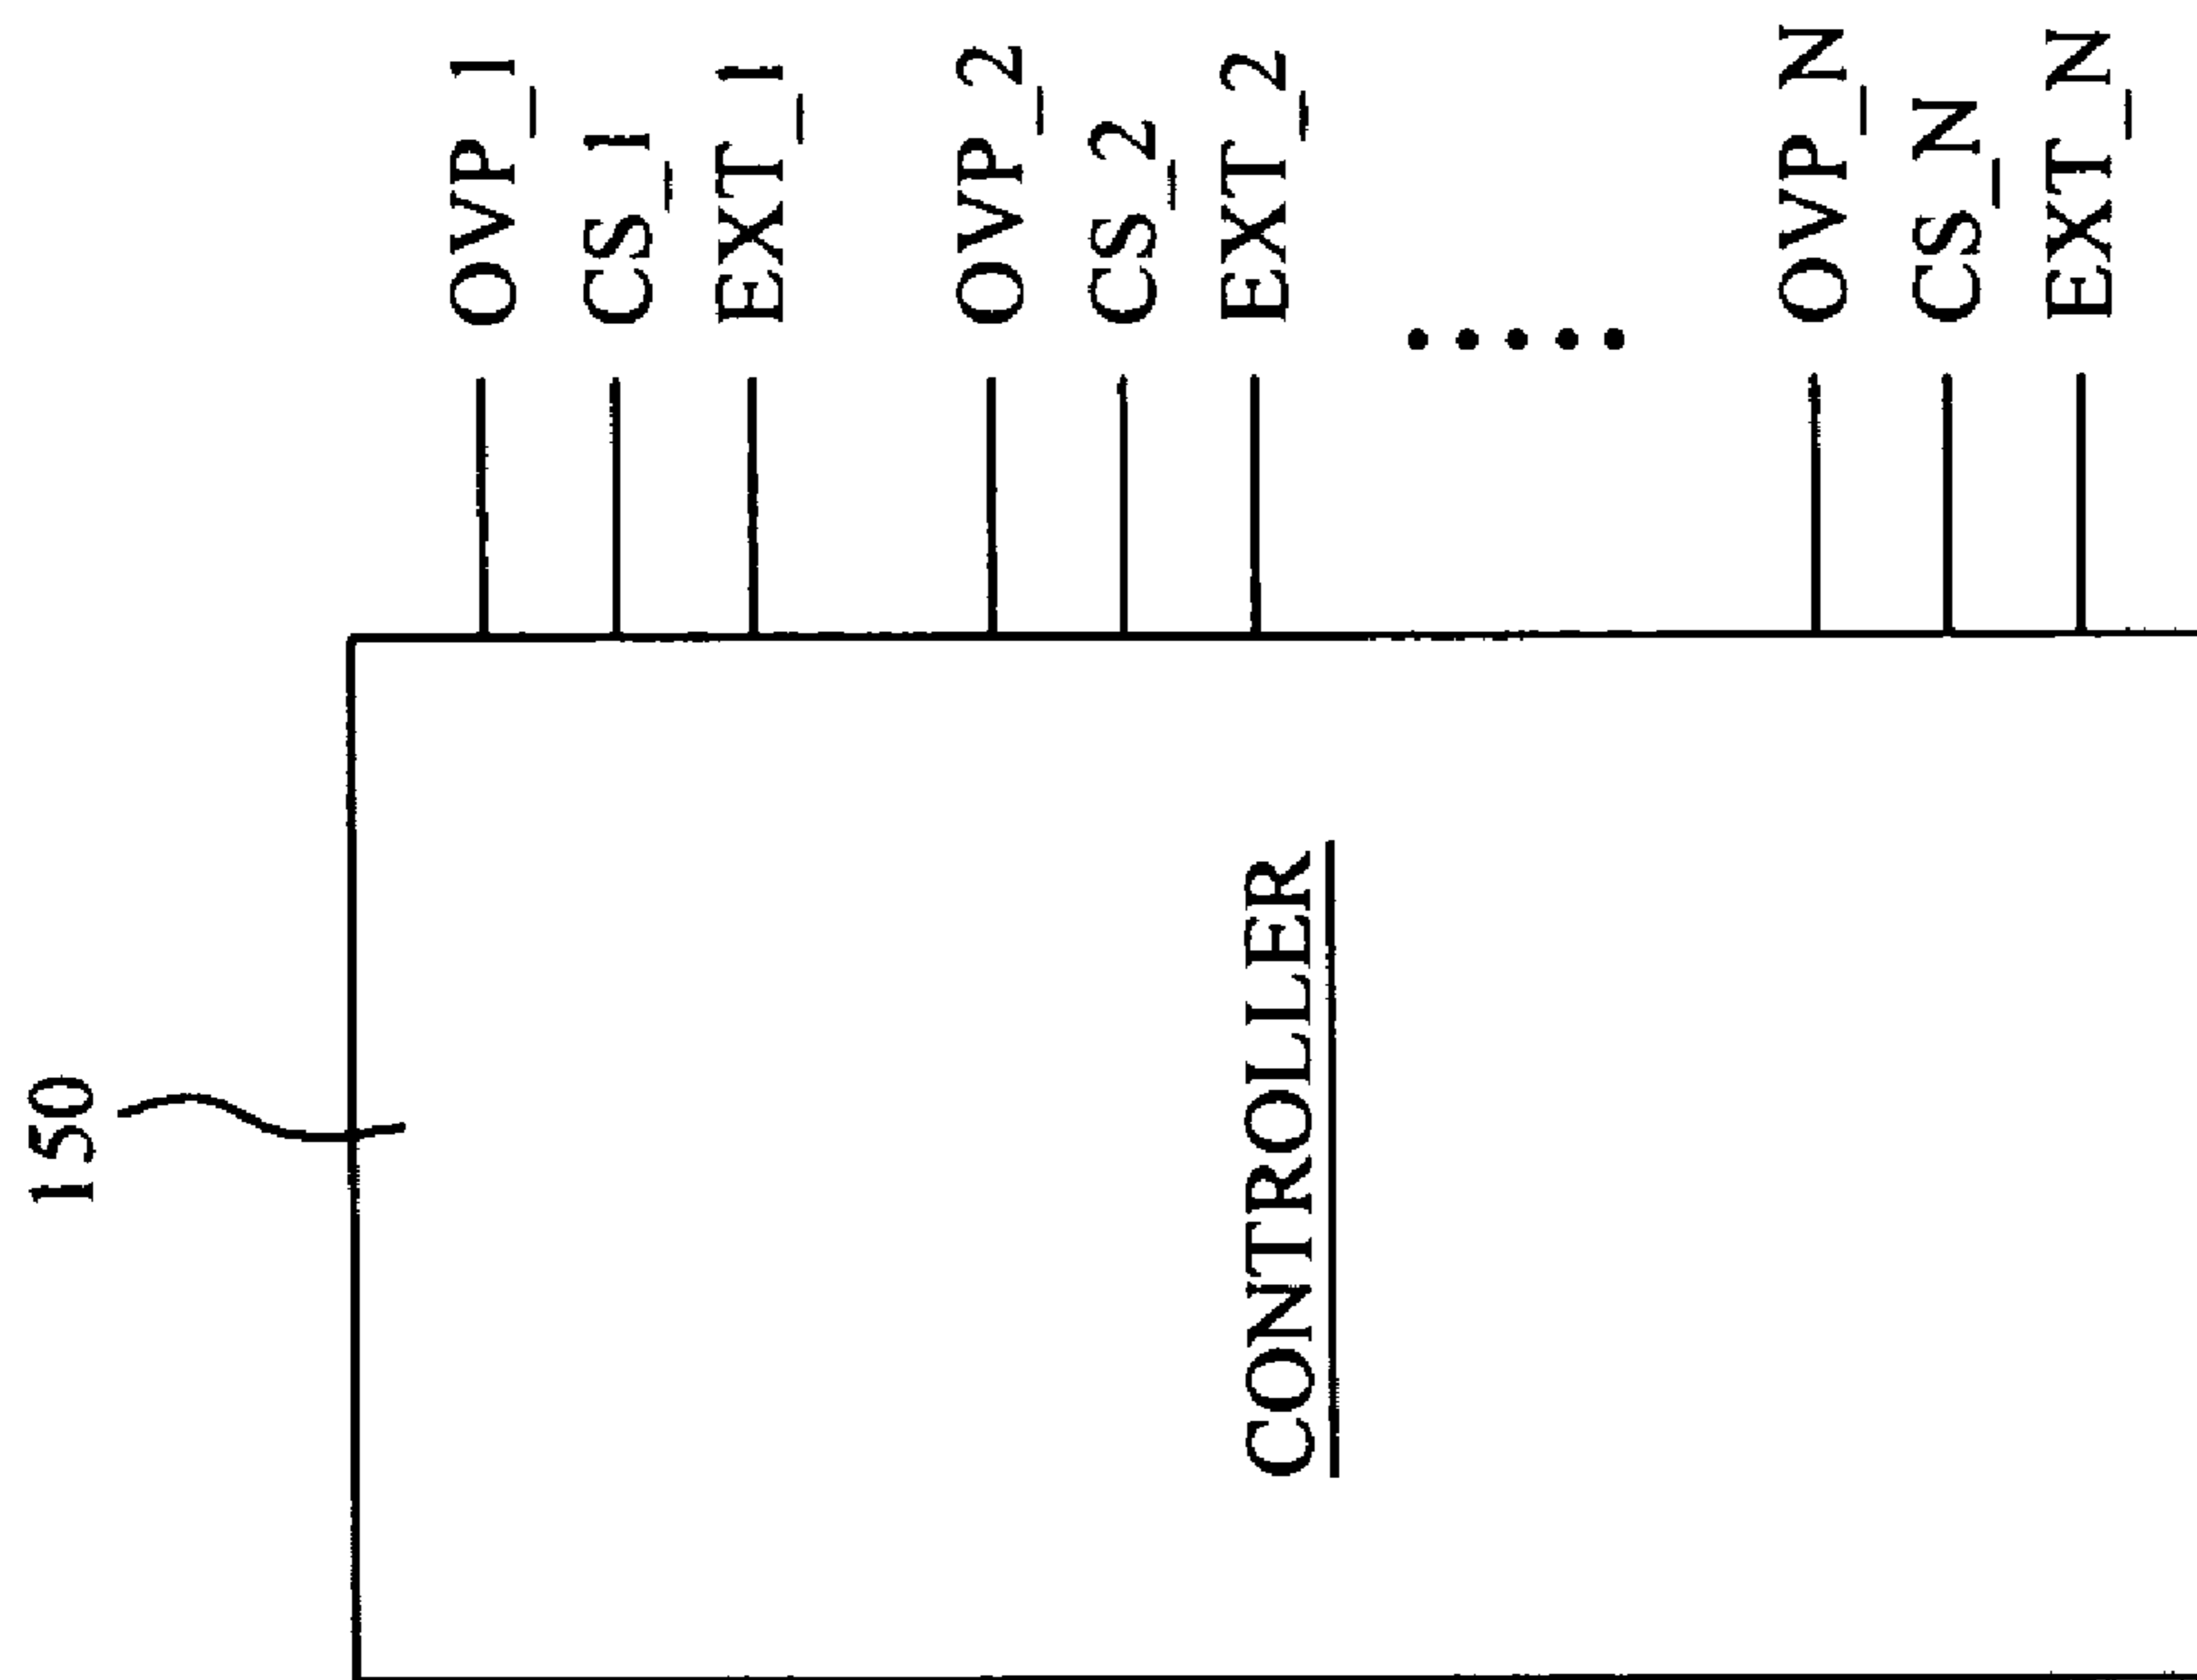 150
OVP_1
CS_1
EXT_1
OVP_2
CS_2
EXT_2
.....
OVP_N
CS_N
EXT_N
CONTROLLER